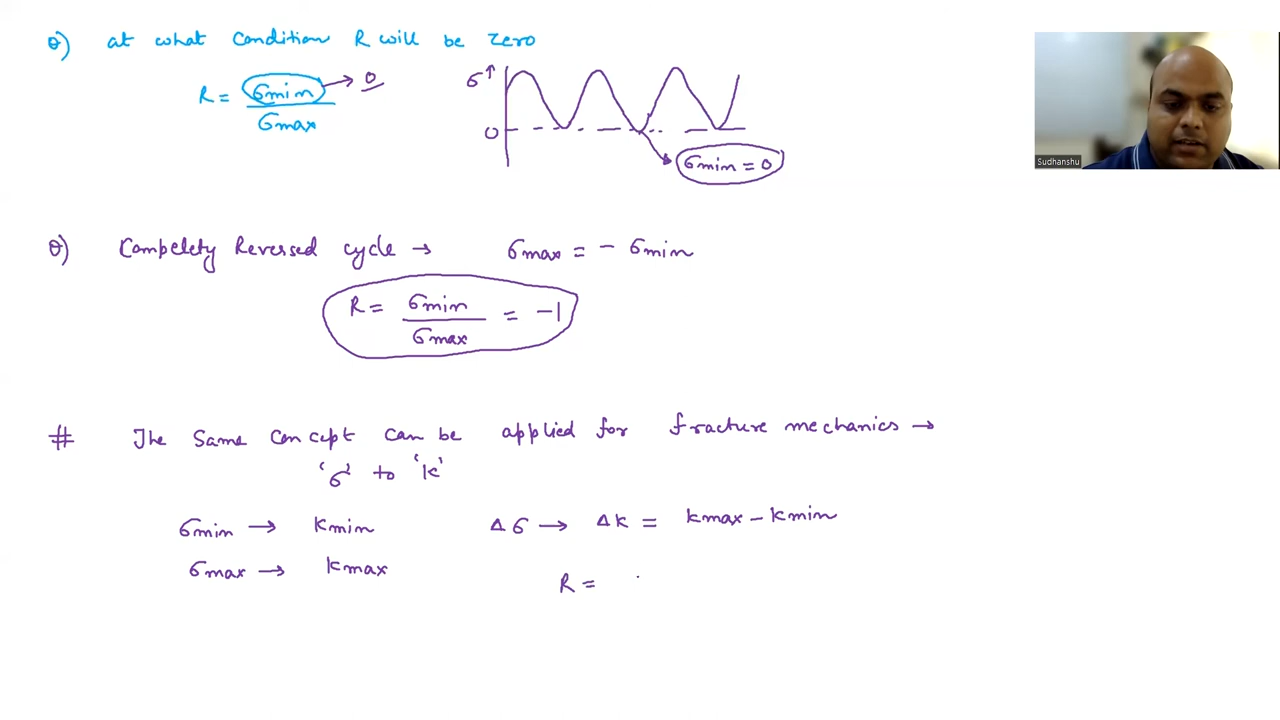 Q) at what condition R will be zero
R = σmin / σmax → 0
σ↑
0
σmin = 0
Sudhanshu
Q) Compelety Reversed cycle → σmax = - σmin
R = σmin / σmax = -1
# The same concept can be applied for fracture mechanics →
'σ' to 'k'
σmin → kmin Δσ → Δk = kmax - kmin
σmax → kmax
R =